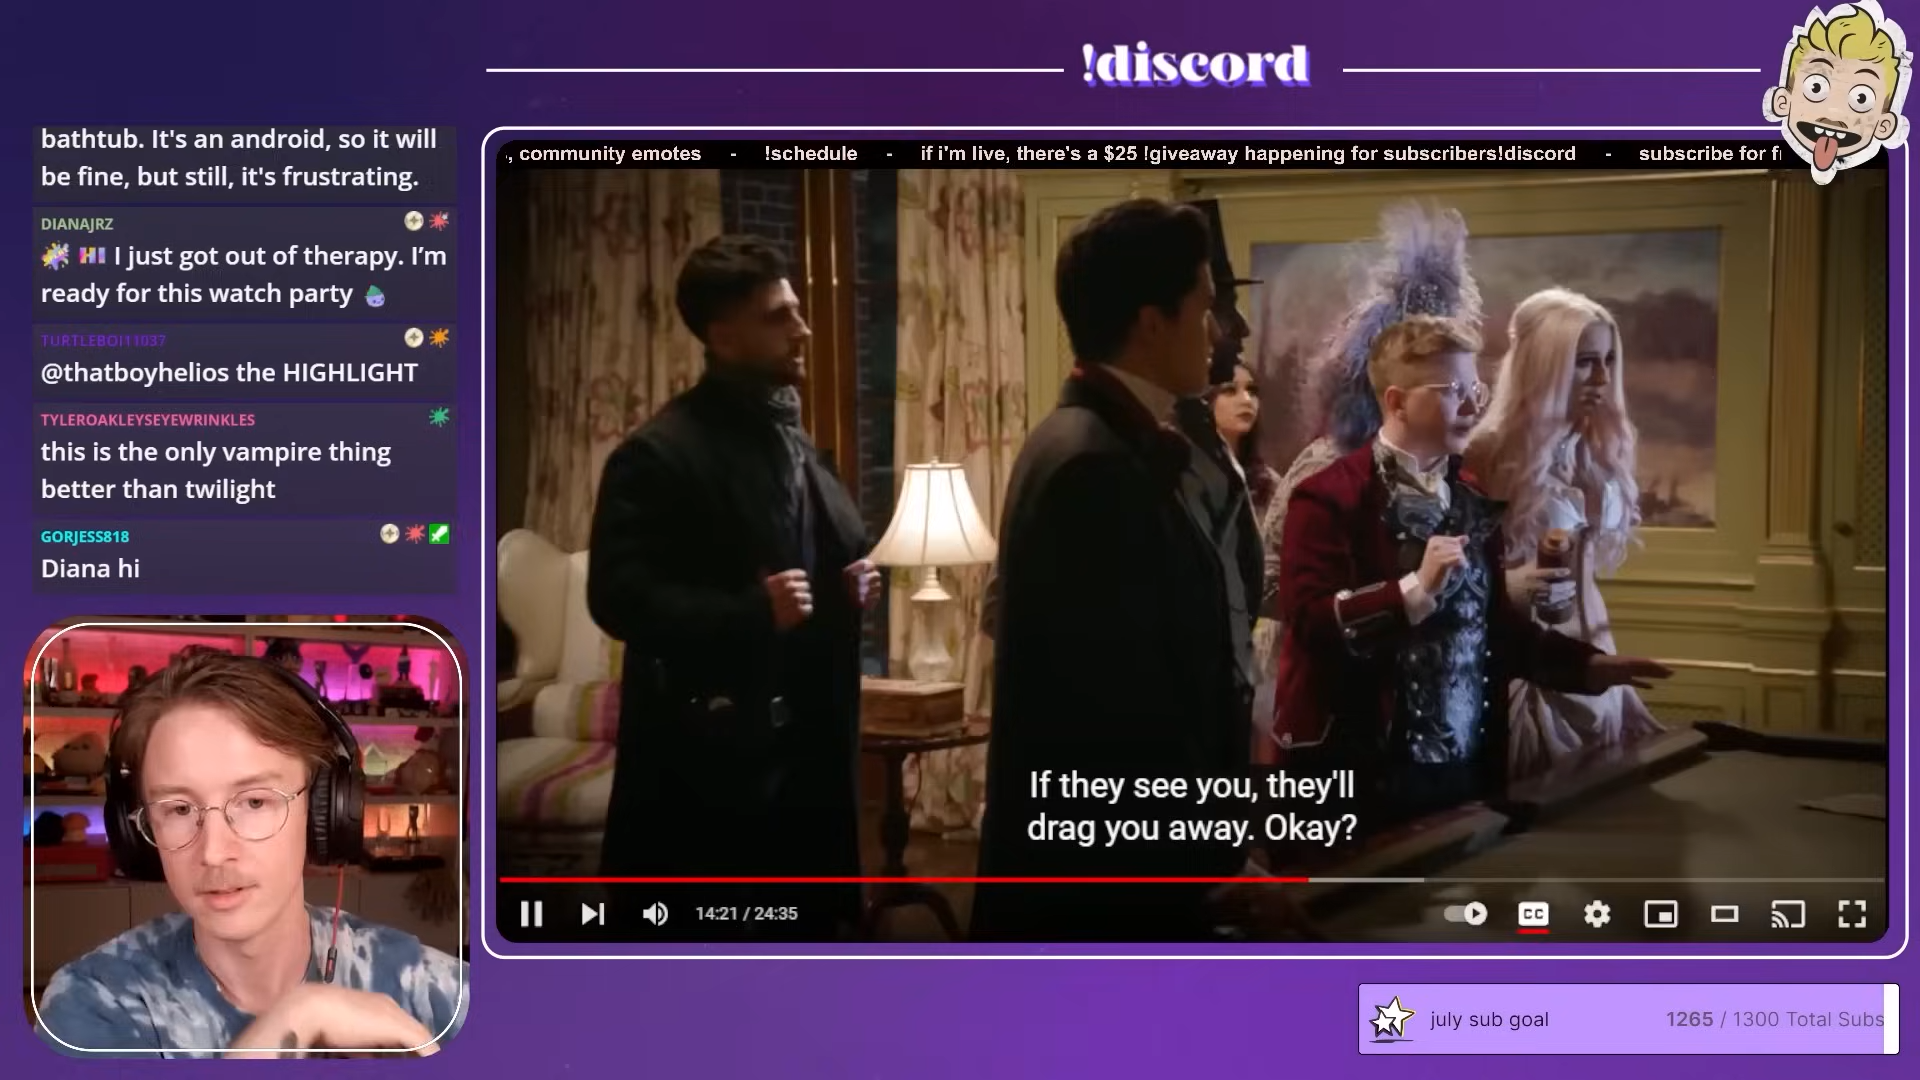 !discord
, community emotes - !schedule - if i'm live, there's a $25 !giveaway happening for subscribers!discord - subscribe for
bathtub. It's an android, so it will
be fine, but still, it's frustrating.
DIANAJRZ
HI I just got out of therapy. I’m
ready for this watch party
TURTLEBOI11037
@thatboyhelios the HIGHLIGHT
TYLEROAKLEYSEYEWRINKLES
this is the only vampire thing
better than twilight
GORJESS818
Diana hi
If they see you, they'll
drag you away. Okay?
14:21 / 24:35
CC
july sub goal 1265 / 1300 Total Subs